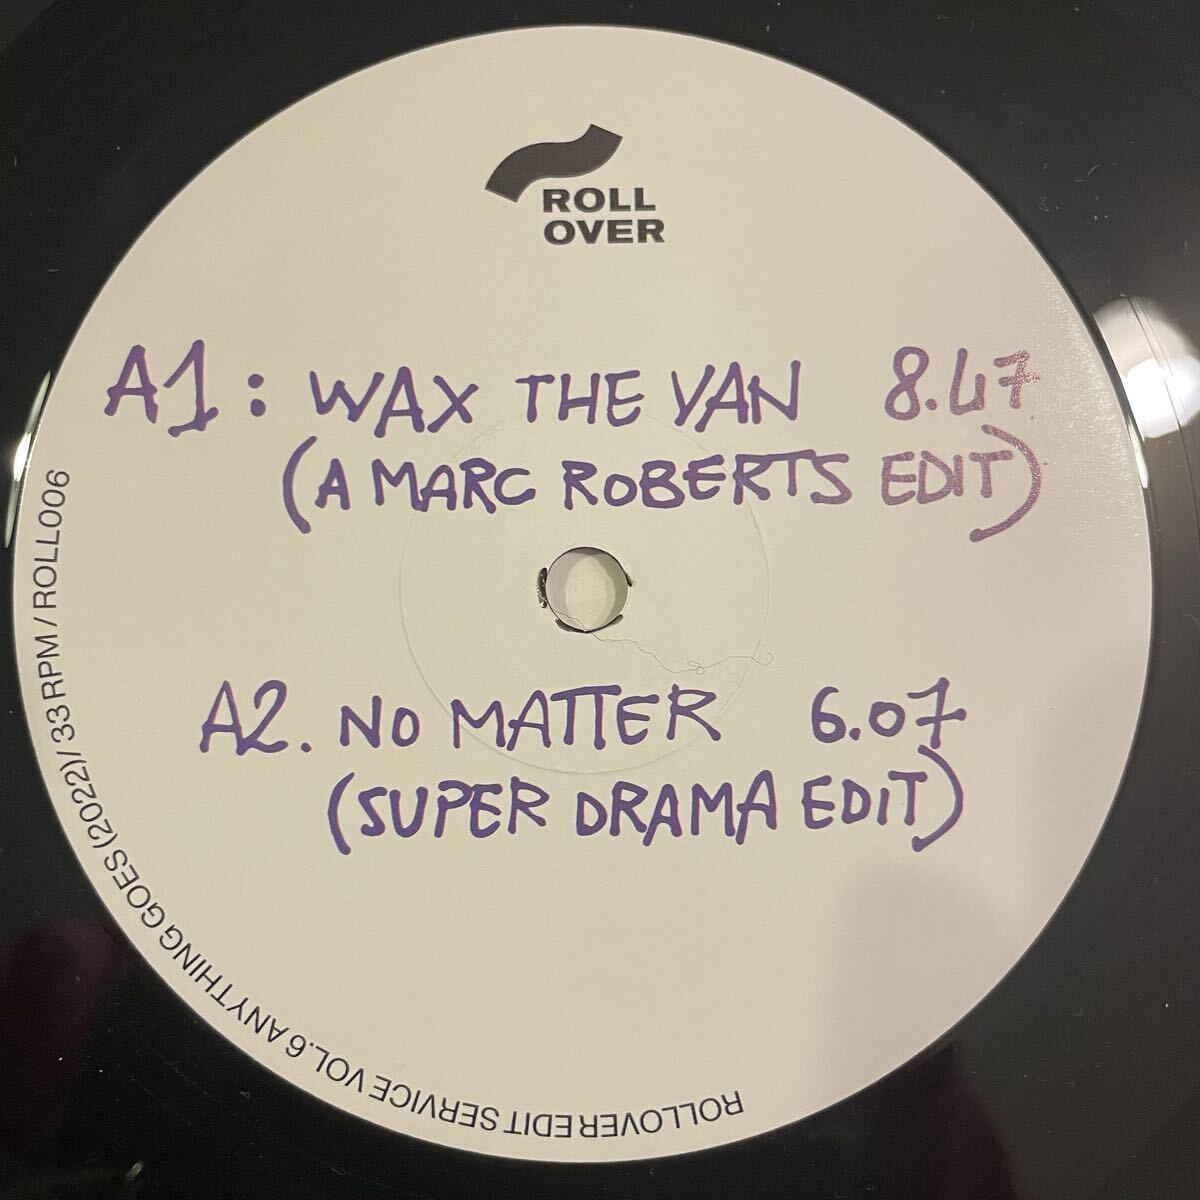 ROLL
OVER
A1: WAX THE VAN 8.47
(A MARC ROBERTS EDIT)
A2. NO MATTER 6.07
(SUPER DRAMA EDIT)
ROLLOVER EDIT SERVICE VOL.6 ANYTHING GOES (2022) / 33 RPM / ROLL006